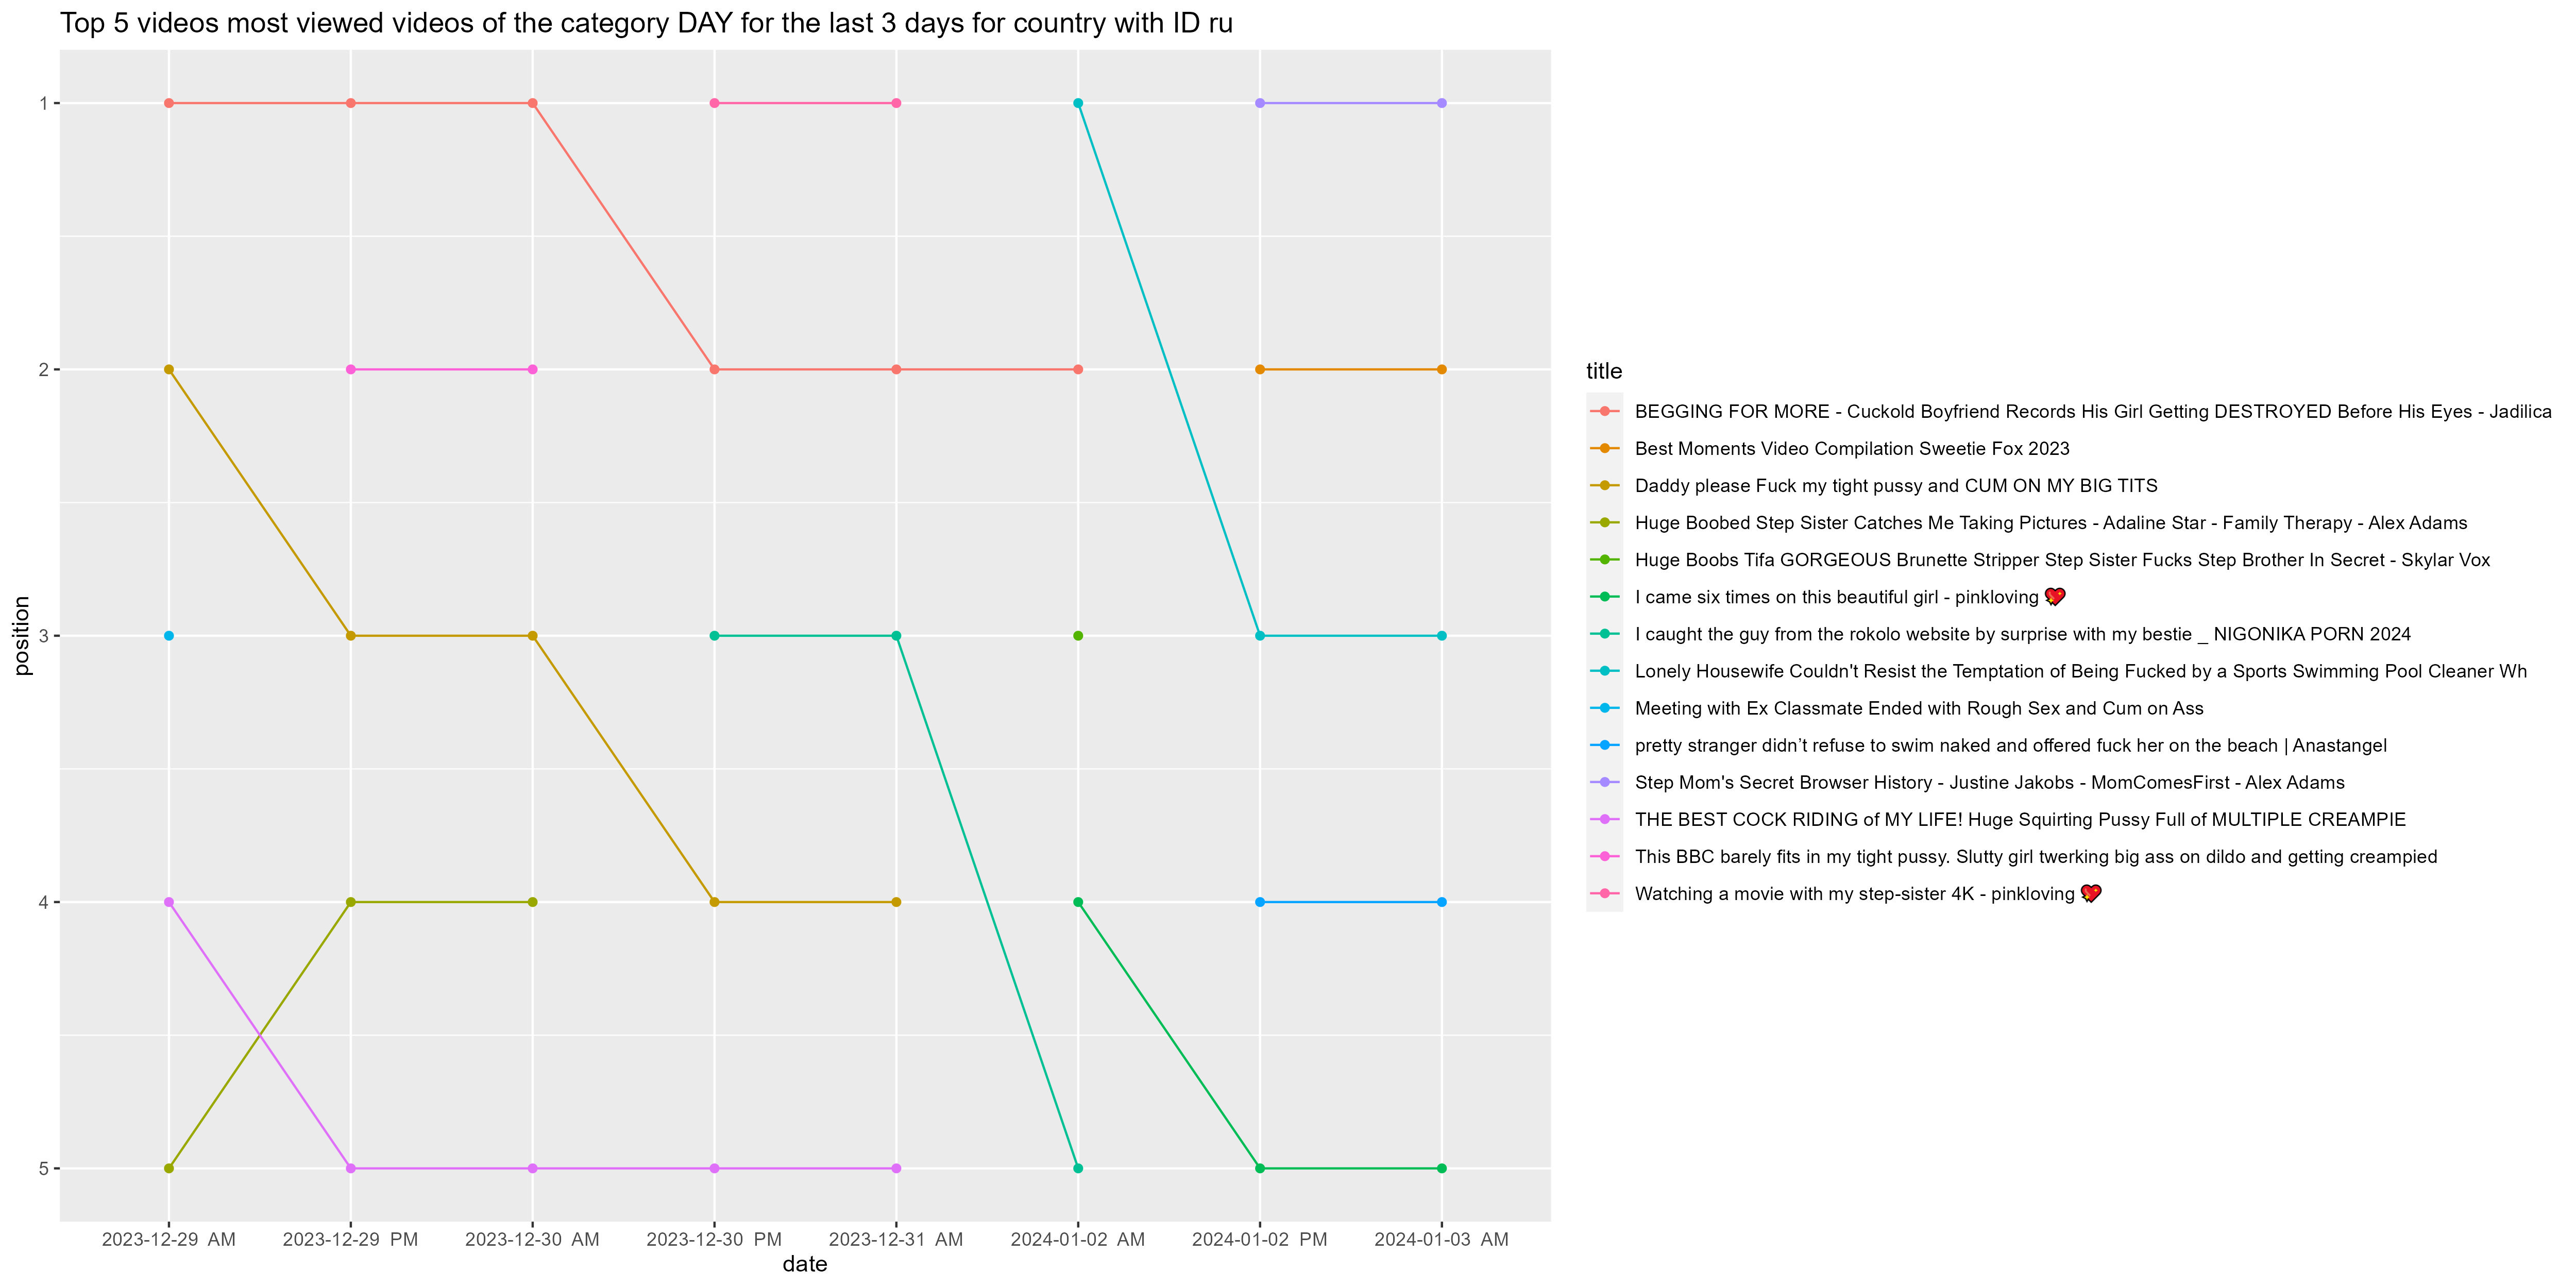 Top 5 videos most viewed videos of the category DAY for the last 3 days for country with ID ru
position
1
2
3
4
5
2023-12-29 AM
2023-12-29 PM
2023-12-30 AM
2023-12-30 PM
2023-12-31 AM
2024-01-02 AM
2024-01-02 PM
2024-01-03 AM
date
title
BEGGING FOR MORE - Cuckold Boyfriend Records His Girl Getting DESTROYED Before His Eyes - Jadilica
Best Moments Video Compilation Sweetie Fox 2023
Daddy please Fuck my tight pussy and CUM ON MY BIG TITS
Huge Boobed Step Sister Catches Me Taking Pictures - Adaline Star - Family Therapy - Alex Adams
Huge Boobs Tifa GORGEOUS Brunette Stripper Step Sister Fucks Step Brother In Secret - Skylar Vox
I came six times on this beautiful girl - pinkloving 💖
I caught the guy from the rokolo website by surprise with my bestie _ NIGONIKA PORN 2024
Lonely Housewife Couldn't Resist the Temptation of Being Fucked by a Sports Swimming Pool Cleaner Wh
Meeting with Ex Classmate Ended with Rough Sex and Cum on Ass
pretty stranger didn’t refuse to swim naked and offered fuck her on the beach | Anastangel
Step Mom's Secret Browser History - Justine Jakobs - MomComesFirst - Alex Adams
THE BEST COCK RIDING of MY LIFE! Huge Squirting Pussy Full of MULTIPLE CREAMPIE
This BBC barely fits in my tight pussy. Slutty girl twerking big ass on dildo and getting creampied
Watching a movie with my step-sister 4K - pinkloving 💖